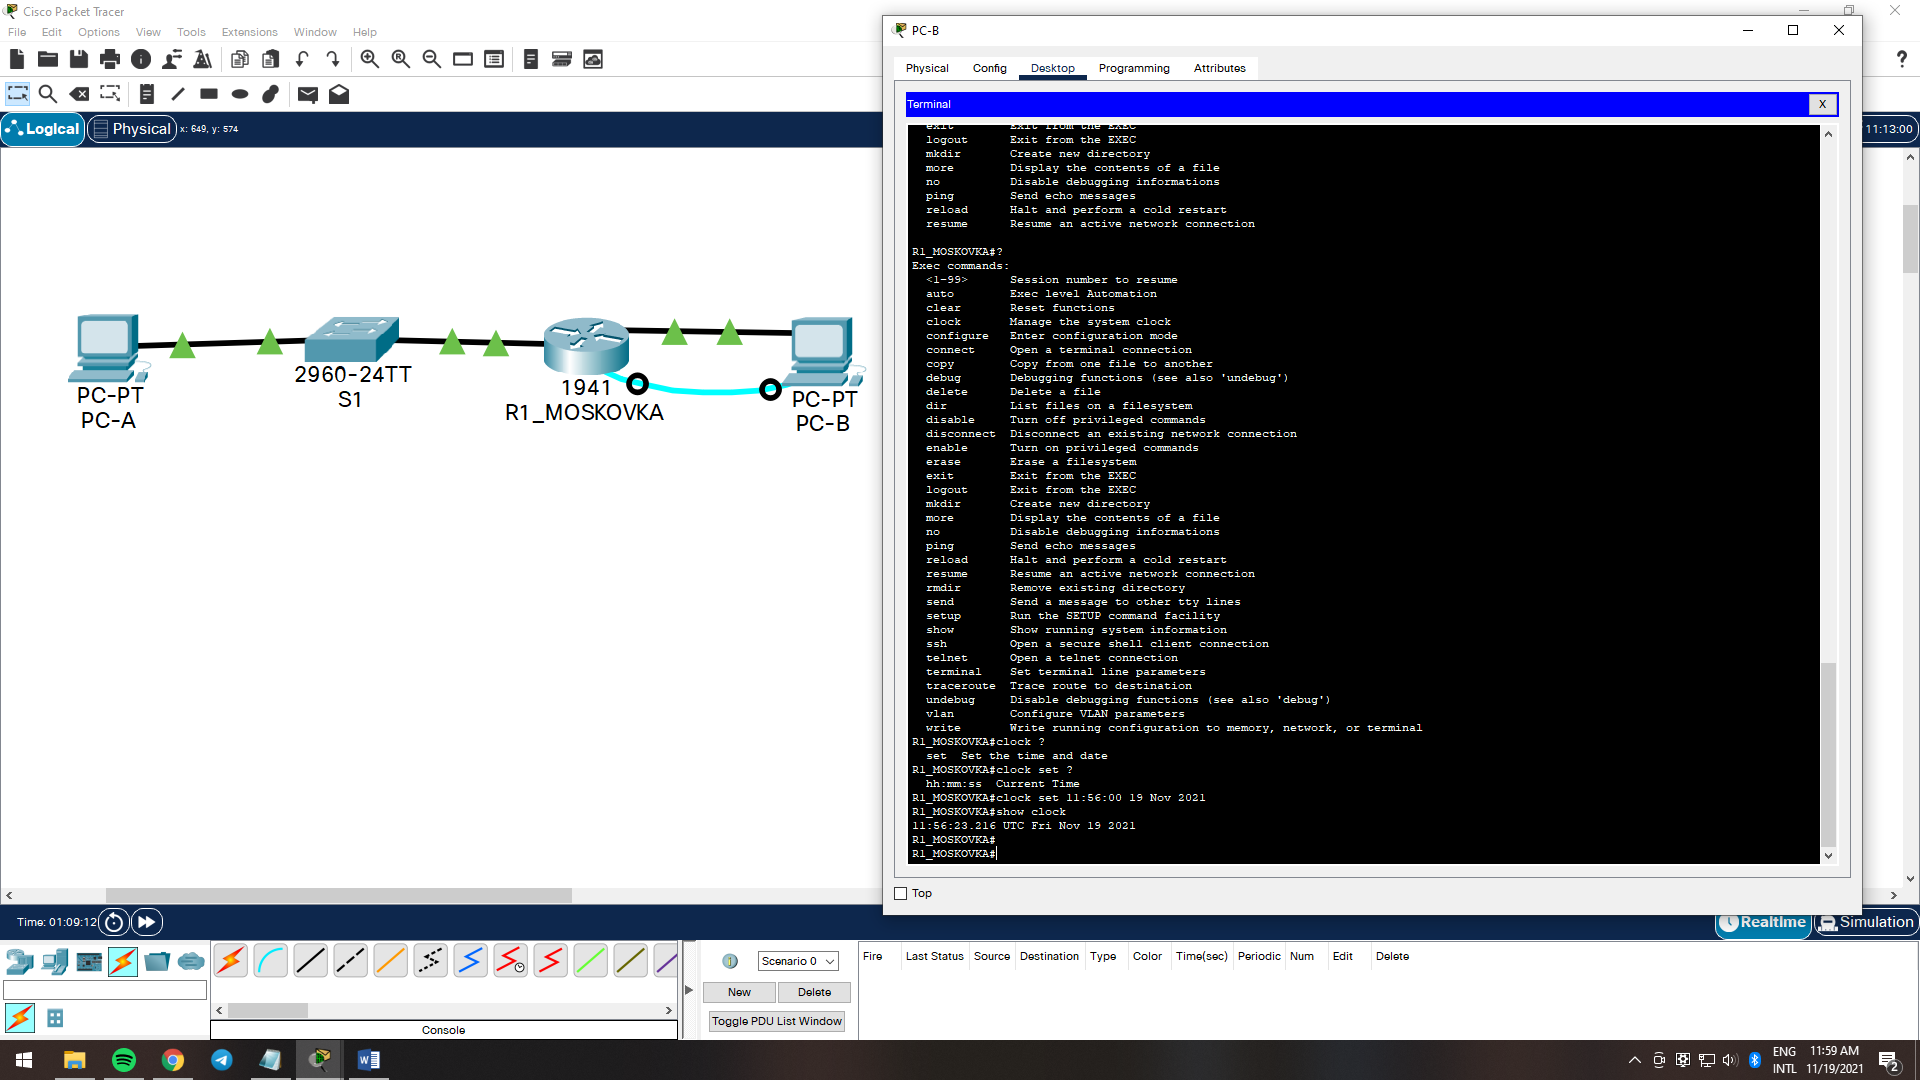 Cisco Packet Tracer
File Edit Options View Tools Extensions Window Help
Logical Physical x: 649, y: 574
11:13:00
PC-PT
PC-A
2960-24TT
S1
1941
R1_MOSKOVKA
PC-PT
PC-B
PC-B
Physical Config Desktop Programming Attributes
Terminal X
exit Exit from the EXEC
logout Exit from the EXEC
mkdir Create new directory
more Display the contents of a file
no Disable debugging informations
ping Send echo messages
reload Halt and perform a cold restart
resume Resume an active network connection
R1_MOSKOVKA#?
Exec commands:
<1-99> Session number to resume
auto Exec level Automation
clear Reset functions
clock Manage the system clock
configure Enter configuration mode
connect Open a terminal connection
copy Copy from one file to another
debug Debugging functions (see also 'undebug')
delete Delete a file
dir List files on a filesystem
disable Turn off privileged commands
disconnect Disconnect an existing network connection
enable Turn on privileged commands
erase Erase a filesystem
exit Exit from the EXEC
logout Exit from the EXEC
mkdir Create new directory
more Display the contents of a file
no Disable debugging informations
ping Send echo messages
reload Halt and perform a cold restart
resume Resume an active network connection
rmdir Remove existing directory
send Send a message to other tty lines
setup Run the SETUP command facility
show Show running system information
ssh Open a secure shell client connection
telnet Open a telnet connection
terminal Set terminal line parameters
traceroute Trace route to destination
undebug Disable debugging functions (see also 'debug')
vlan Configure VLAN parameters
write Write running configuration to memory, network, or terminal
R1_MOSKOVKA#clock ?
set Set the time and date
R1_MOSKOVKA#clock set ?
hh:mm:ss Current Time
R1_MOSKOVKA#clock set 11:56:00 19 Nov 2021
R1_MOSKOVKA#show clock
11:56:23.216 UTC Fri Nov 19 2021
R1_MOSKOVKA#
R1_MOSKOVKA#
Top
Time: 01:09:12
Realtime Simulation
Scenario 0
New Delete
Toggle PDU List Window
Fire Last Status Source Destination Type Color Time(sec) Periodic Num Edit Delete
Console
ENG
INTL
11:59 AM
11/19/2021
2